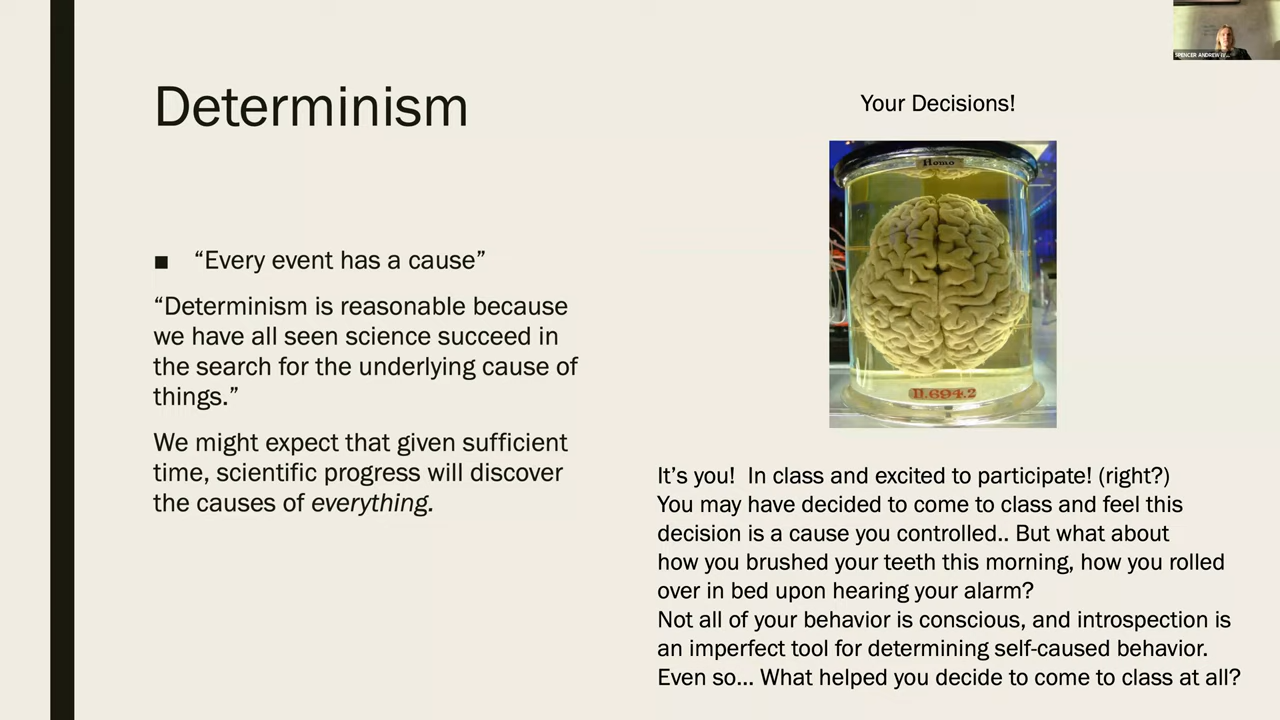 Determinism
■ “Every event has a cause”
“Determinism is reasonable because
we have all seen science succeed in
the search for the underlying cause of
things.”
We might expect that given sufficient
time, scientific progress will discover
the causes of everything.
Your Decisions!
Homo
II.694.2
It’s you!  In class and excited to participate! (right?)
You may have decided to come to class and feel this
decision is a cause you controlled.. But what about
how you brushed your teeth this morning, how you rolled
over in bed upon hearing your alarm?
Not all of your behavior is conscious, and introspection is
an imperfect tool for determining self-caused behavior.
Even so... What helped you decide to come to class at all?
SPENCER ANDREW